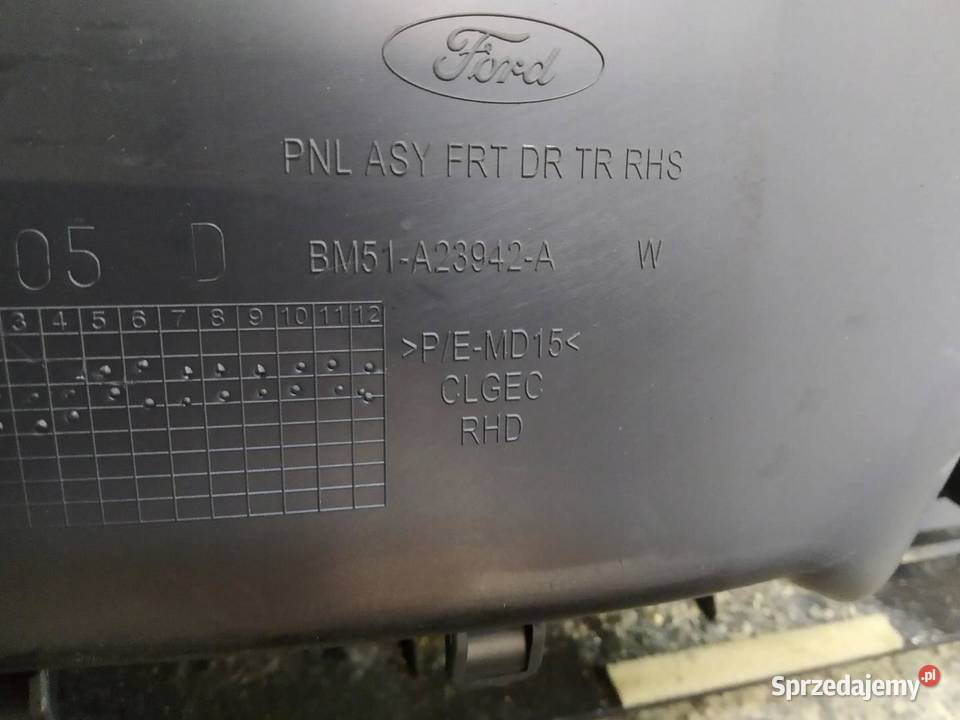 Ford
PNL ASY FRT DR TR RHS
05 D BM51-A23942-A W
3 4 5 6 7 8 9 10 11 12
>P/E-MD15<
CLGEC
RHD
Sprzedajemy.pl